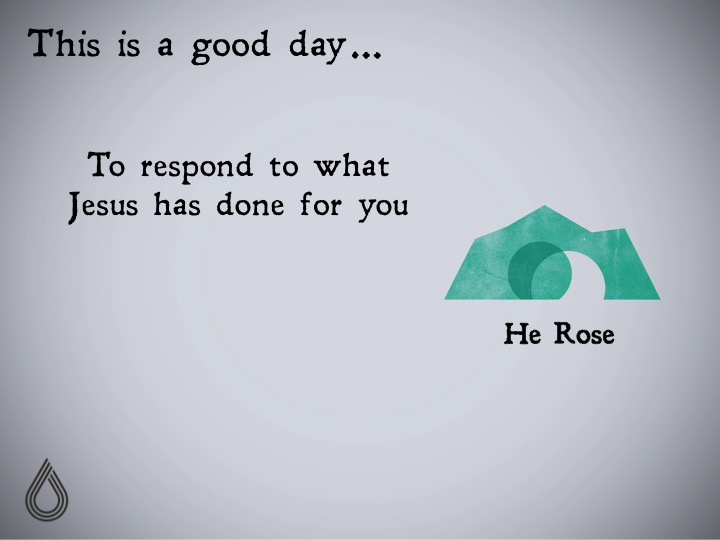 This is a good day...
To respond to what
Jesus has done for you
He Rose